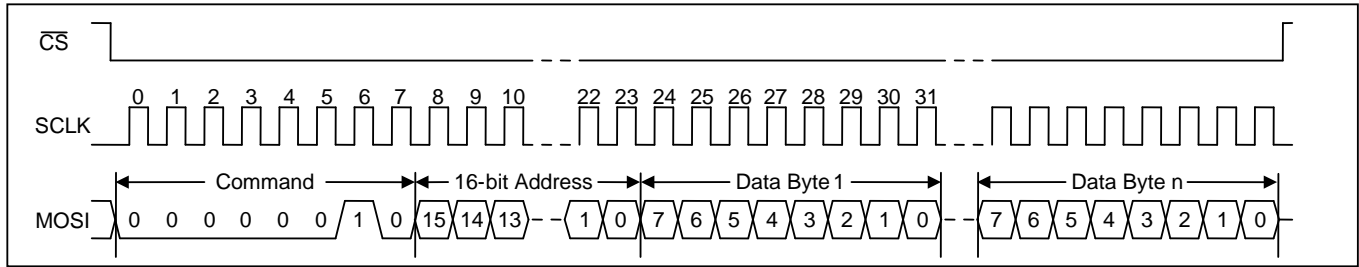 CS
0 1 2 3 4 5 6 7 8 9 10 22 23 24 25 26 27 28 29 30 31
SCLK
Command 16-bit Address Data Byte 1 Data Byte n
MOSI 0 0 0 0 0 0 1 0 15 14 13 1 0 7 6 5 4 3 2 1 0 7 6 5 4 3 2 1 0